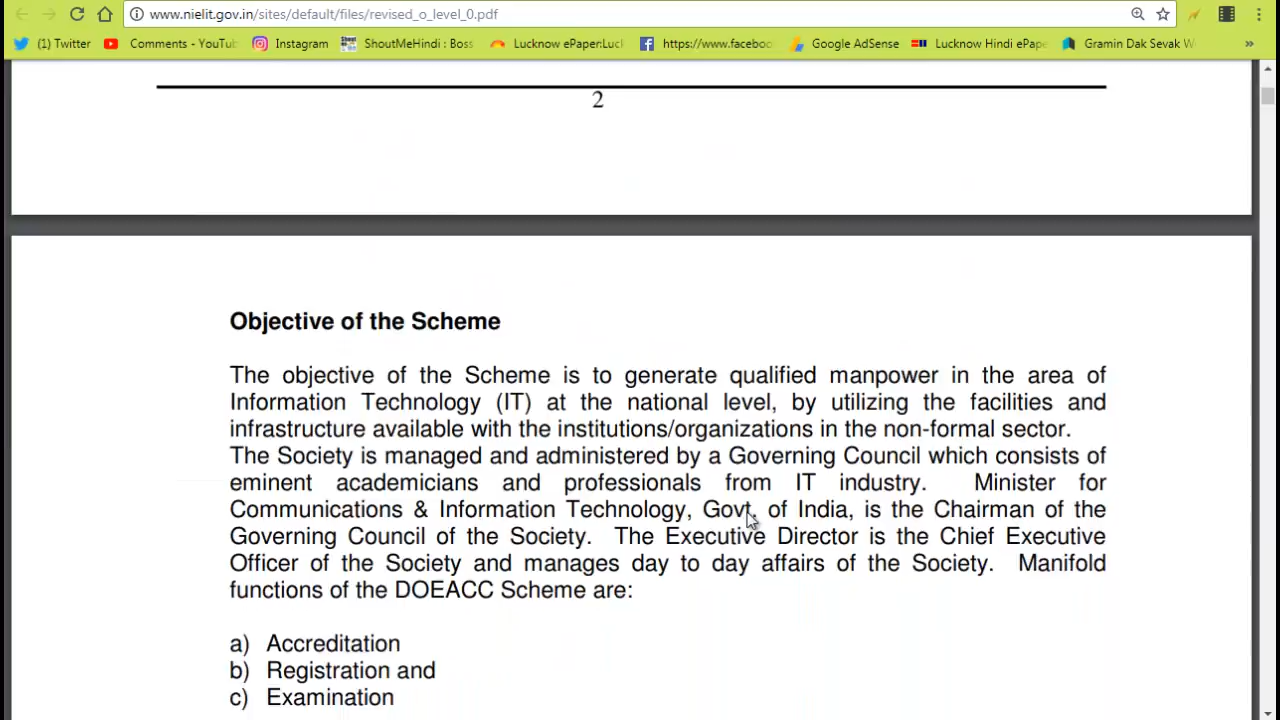 www.nielit.gov.in/sites/default/files/revised_o_level_0.pdf
(1) Twitter Comments - YouTu Instagram ShoutMeHindi : Boss Lucknow ePaper:Luc https://www.faceboo Google AdSense Lucknow Hindi ePape Gramin Dak Sevak W »
2
Objective of the Scheme
The objective of the Scheme is to generate qualified manpower in the area of
Information Technology (IT) at the national level, by utilizing the facilities and
infrastructure available with the institutions/organizations in the non-formal sector.
The Society is managed and administered by a Governing Council which consists of
eminent academicians and professionals from IT industry. Minister for
Communications & Information Technology, Govt. of India, is the Chairman of the
Governing Council of the Society. The Executive Director is the Chief Executive
Officer of the Society and manages day to day affairs of the Society. Manifold
functions of the DOEACC Scheme are:
a) Accreditation
b) Registration and
c) Examination